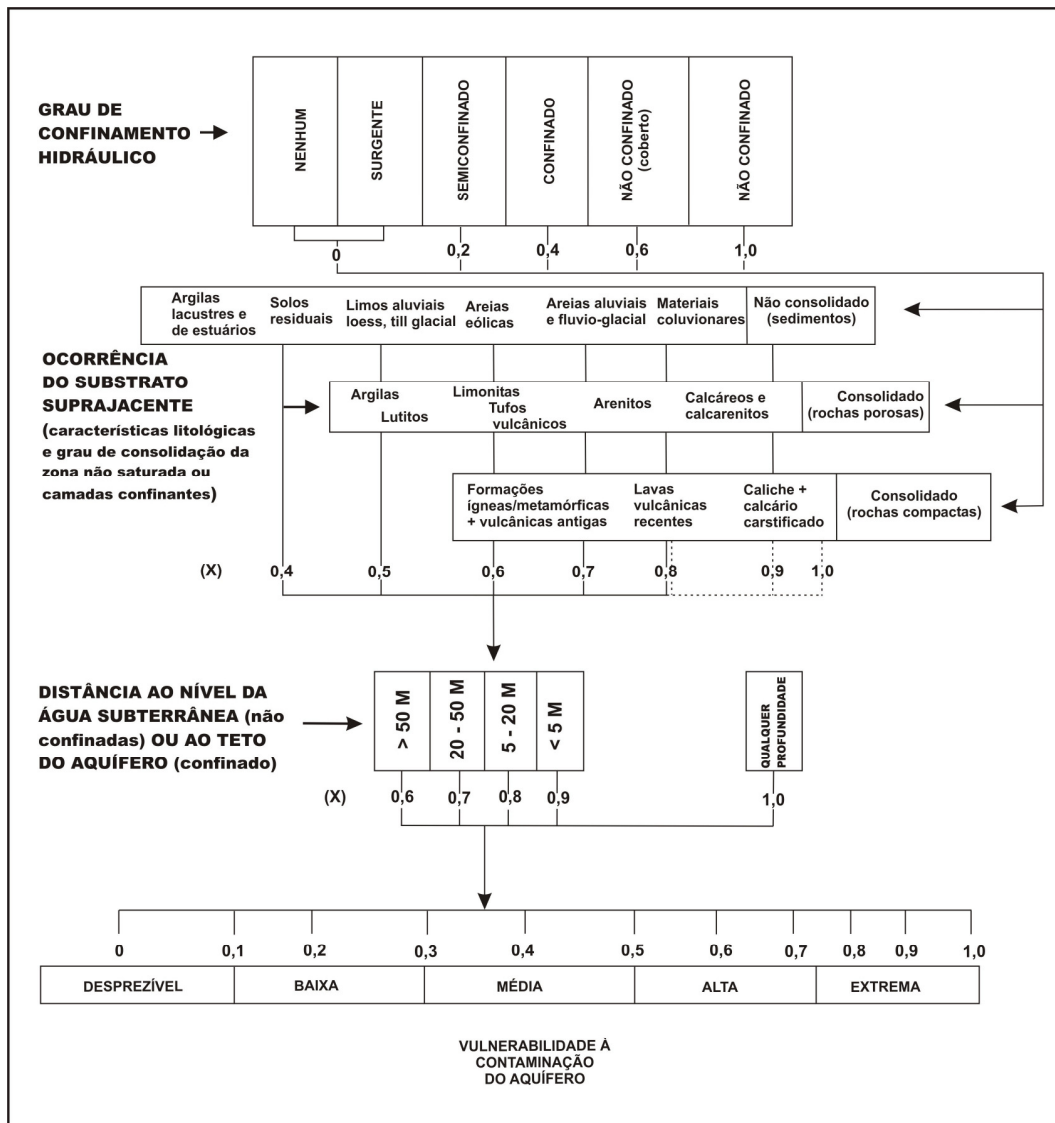 GRAU DE
CONFINAMENTO
HIDRÁULICO
NENHUM
SURGENTE
SEMICONFINADO
CONFINADO
NÃO CONFINADO
(coberto)
NÃO CONFINADO
0
0,2
0,4
0,6
1,0
Argilas
lacustres e
de estuários
Solos
residuais
Limos aluviais
loess, till glacial
Areias
eólicas
Areias aluviais
e fluvio-glacial
Materiais
coluvionares
Não consolidado
(sedimentos)
OCORRÊNCIA
DO SUBSTRATO
SUPRAJACENTE
(características litológicas
e grau de consolidação da
zona não saturada ou
camadas confinantes)
Argilas
Lutitos
Limonitas
Tufos
vulcânicos
Arenitos
Calcáreos e
calcarenitos
Consolidado
(rochas porosas)
Formações
ígneas/metamórficas
+ vulcânicas antigas
Lavas
vulcânicas
recentes
Caliche +
calcário
carstificado
Consolidado
(rochas compactas)
(X)
0,4
0,5
0,6
0,7
0,8
0,9
1,0
DISTÂNCIA AO NÍVEL DA
ÁGUA SUBTERRÂNEA (não
confinadas) OU AO TETO
DO AQUÍFERO (confinado)
> 50 M
20 - 50 M
5 - 20 M
< 5 M
QUALQUER
PROFUNDIDADE
(X)
0,6
0,7
0,8
0,9
1,0
0
0,1
0,2
0,3
0,4
0,5
0,6
0,7
0,8
0,9
1,0
DESPREZÍVEL
BAIXA
MÉDIA
ALTA
EXTREMA
VULNERABILIDADE À
CONTAMINAÇÃO
DO AQUÍFERO